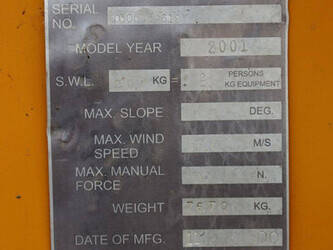 SERIAL
NO.
MODEL YEAR 2001
S.W.L. KG = PERSONS
KG EQUIPMENT
MAX. SLOPE DEG.
MAX. WIND
SPEED M/S
MAX. MANUAL
FORCE N.
WEIGHT KG.
DATE OF MFG.